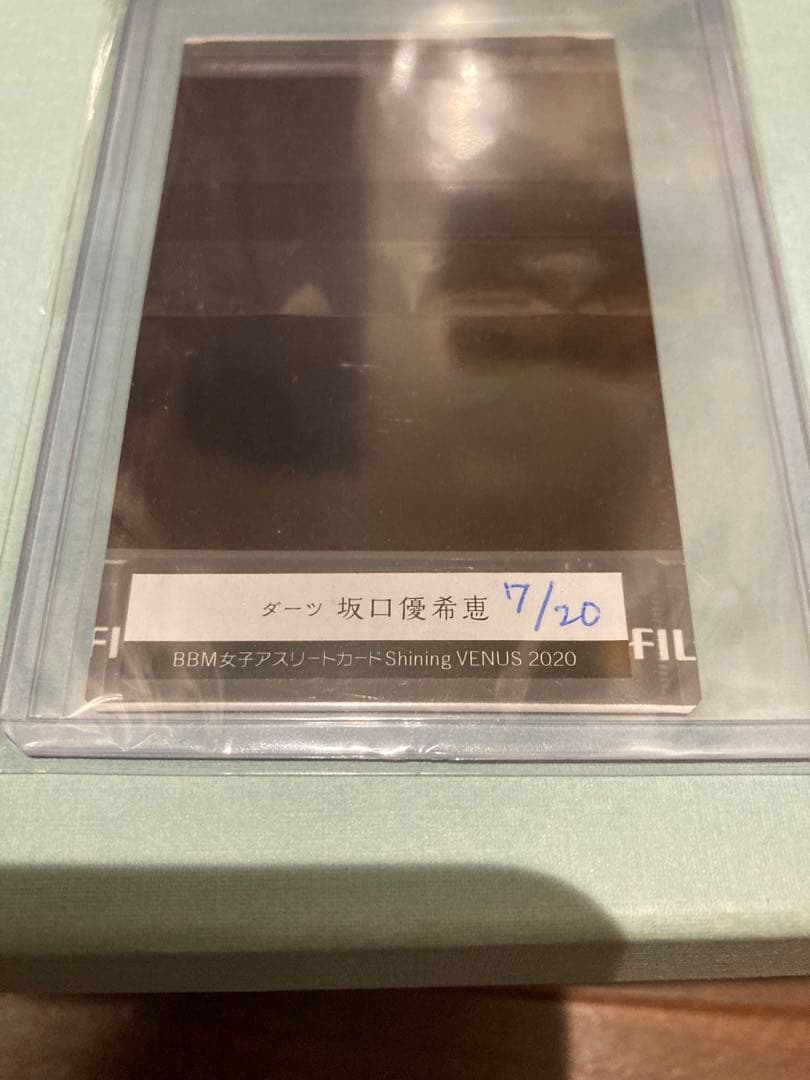 ダーツ 坂口優希恵 7/20
FI
BBM女子アスリートカードShining VENUS 2020
FIL